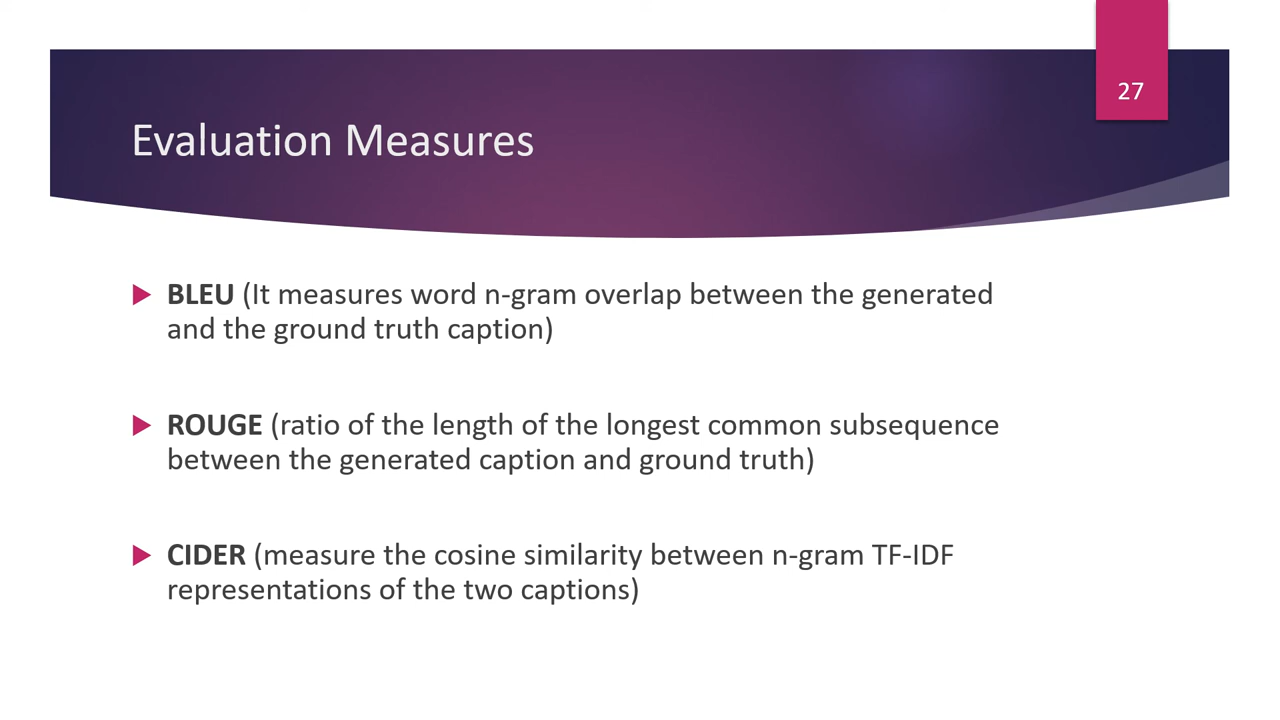 27
Evaluation Measures
BLEU (It measures word n-gram overlap between the generated
and the ground truth caption)
ROUGE (ratio of the length of the longest common subsequence
between the generated caption and ground truth)
CIDER (measure the cosine similarity between n-gram TF-IDF
representations of the two captions)